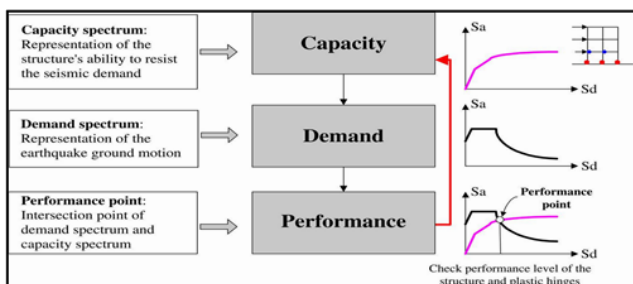 Capacity spectrum:
Representation of the
structure's ability to resist
the seismic demand
Capacity
Sa
Sd
Demand spectrum:
Representation of the
earthquake ground motion
Demand
Sa
Sd
Performance point:
Intersection point of
demand spectrum and
capacity spectrum
Performance
Sa
Performance
point
Sd
Check performance level of the
structure and plastic hinges